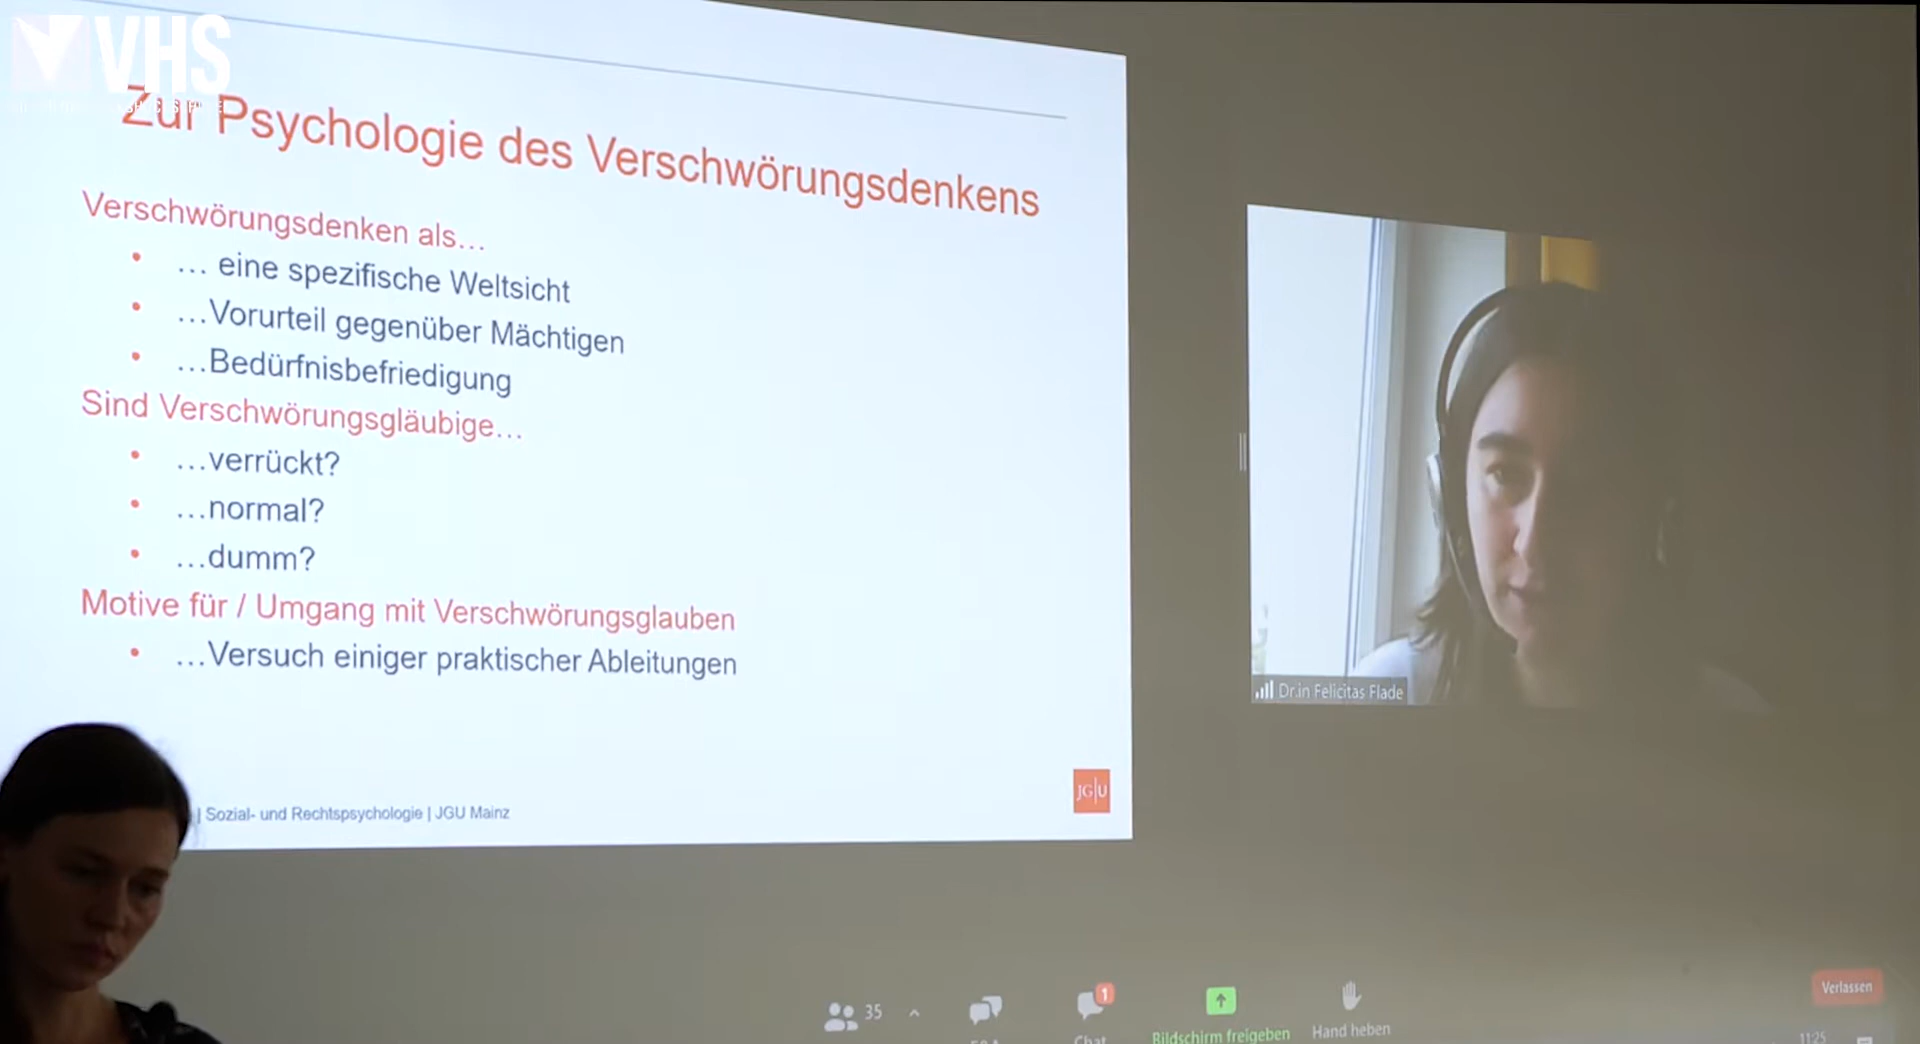 VHS
Zur Psychologie des Verschwörungsdenkens
Verschwörungsdenken als…
• … eine spezifische Weltsicht
• …Vorurteil gegenüber Mächtigen
• …Bedürfnisbefriedigung
Sind Verschwörungsgläubige…
• …verrückt?
• …normal?
• …dumm?
Motive für / Umgang mit Verschwörungsglauben
• …Versuch einiger praktischer Ableitungen
| Sozial- und Rechtspsychologie | JGU Mainz
JG|U
Dr.in Felicitas Flade
35
1
Chat
Bildschirm freigeben
Hand heben
Verlassen
11:25